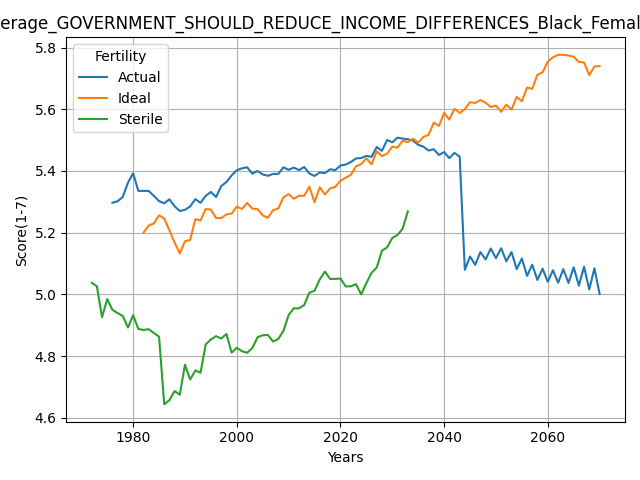 erage_GOVERNMENT_SHOULD_REDUCE_INCOME_DIFFERENCES_Black_Femal
Fertility
Actual
Ideal
Sterile
Score(1-7)
5.8
5.6
5.4
5.2
5.0
4.8
4.6
1980 2000 2020 2040 2060
Years